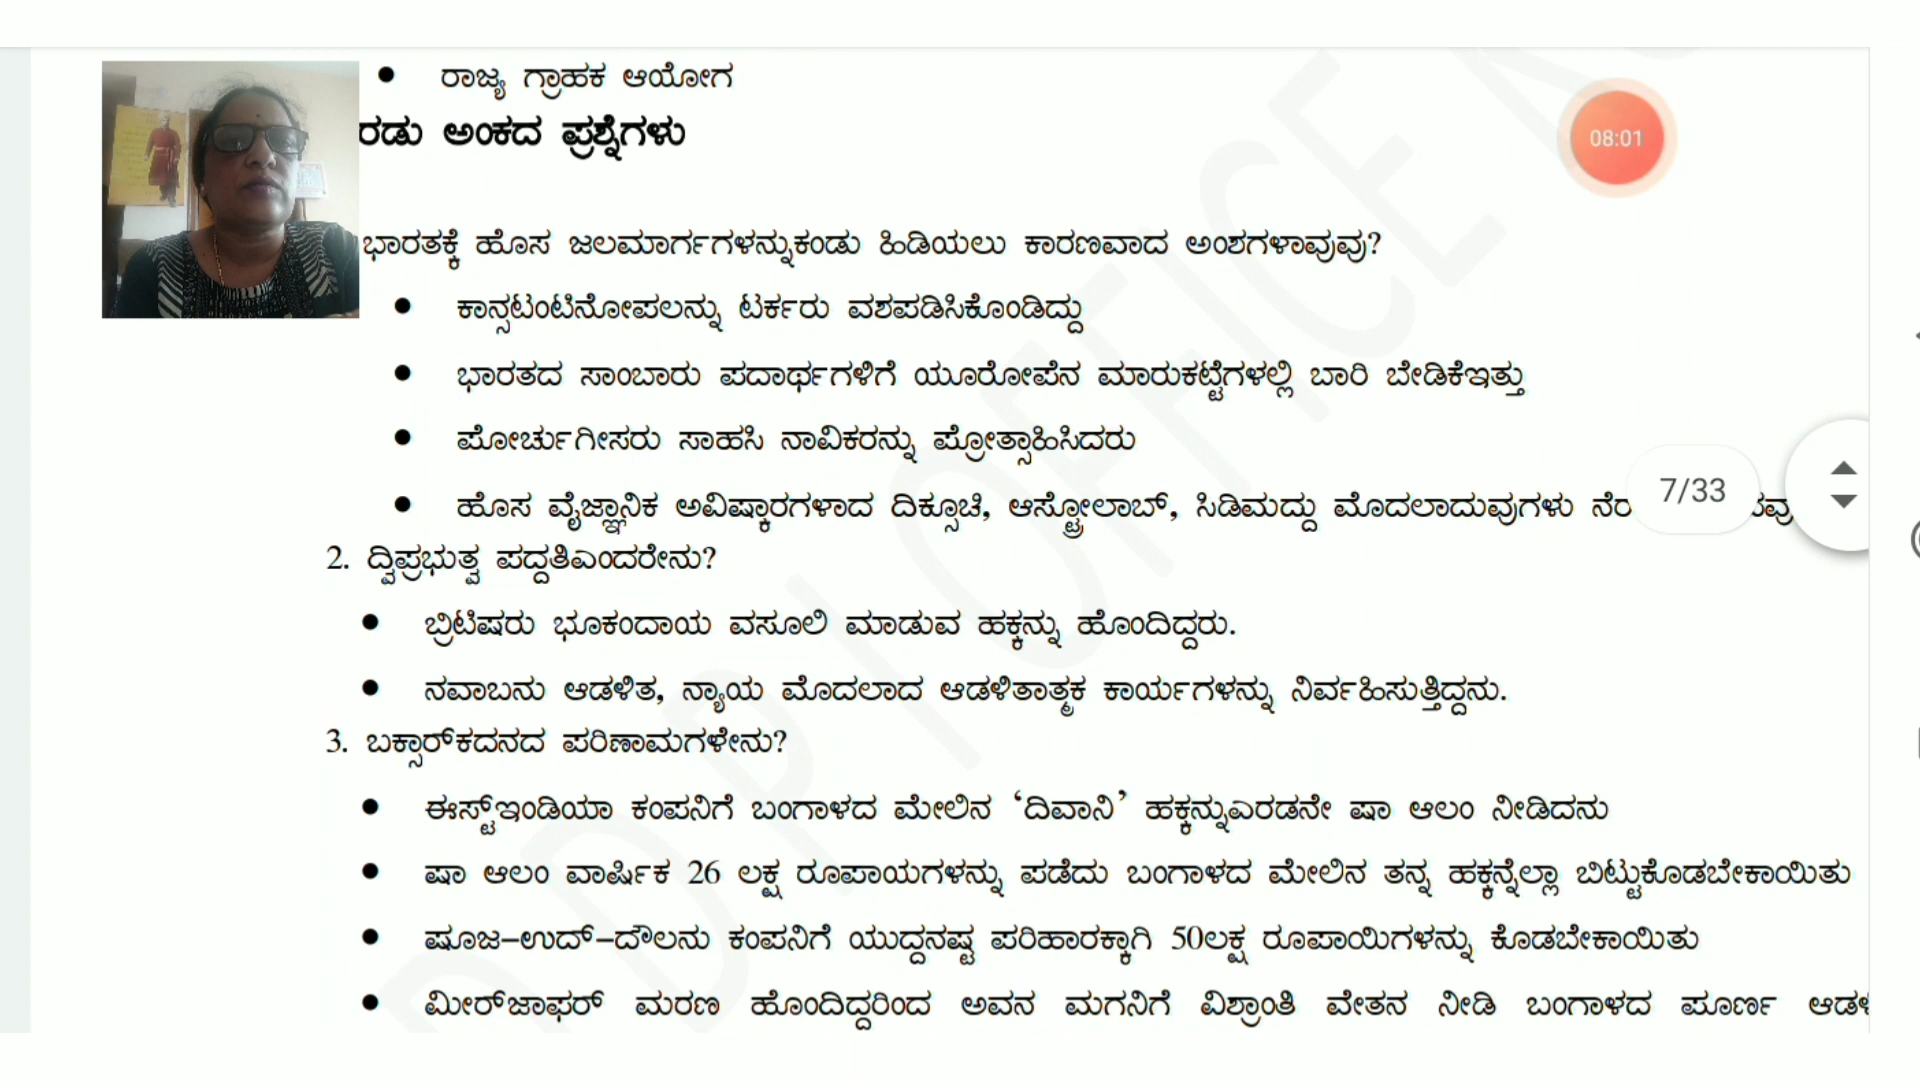 • ರಾಜ್ಯ ಗ್ರಾಹಕ ಆಯೋಗ
ರಡು ಅಂಕದ ಪ್ರಶ್ನೆಗಳು
08:01
ಭಾರತಕ್ಕೆ ಹೊಸ ಜಲಮಾರ್ಗಗಳನ್ನುಕಂಡು ಹಿಡಿಯಲು ಕಾರಣವಾದ ಅಂಶಗಳಾವುವು?
• ಕಾನ್ಸಟಂಟಿನೋಪಲನ್ನು ಟರ್ಕರು ವಶಪಡಿಸಿಕೊಂಡಿದ್ದು
• ಭಾರತದ ಸಾಂಬಾರು ಪದಾರ್ಥಗಳಿಗೆ ಯೂರೋಪಿನ ಮಾರುಕಟ್ಟೆಗಳಲ್ಲಿ ಬಾರಿ ಬೇಡಿಕೆಇತ್ತು
• ಪೋರ್ಚುಗೀಸರು ಸಾಹಸಿ ನಾವಿಕರನ್ನು ಪ್ರೋತ್ಸಾಹಿಸಿದರು
• ಹೊಸ ವೈಜ್ಞಾನಿಕ ಅವಿಷ್ಕಾರಗಳಾದ ದಿಕ್ಸೂಚಿ, ಆಸ್ಟ್ರೋಲಾಬ್, ಸಿಡಿಮದ್ದು ಮೊದಲಾದುವುಗಳು ನೆರ
7/33
2. ದ್ವಿಪ್ರಭುತ್ವ ಪದ್ದತಿಎಂದರೇನು?
• ಬ್ರಿಟಿಷರು ಭೂಕಂದಾಯ ವಸೂಲಿ ಮಾಡುವ ಹಕ್ಕನ್ನು ಹೊಂದಿದ್ದರು.
• ನವಾಬನು ಆಡಳಿತ, ನ್ಯಾಯ ಮೊದಲಾದ ಆಡಳಿತಾತ್ಮಕ ಕಾರ್ಯಗಳನ್ನು ನಿರ್ವಹಿಸುತ್ತಿದ್ದನು.
3. ಬಕ್ಸಾರ್‌ಕದನದ ಪರಿಣಾಮಗಳೇನು?
• ಈಸ್ಟ್‌ಇಂಡಿಯಾ ಕಂಪನಿಗೆ ಬಂಗಾಳದ ಮೇಲಿನ ‘ದಿವಾನಿ’ ಹಕ್ಕನ್ನುಎರಡನೇ ಷಾ ಆಲಂ ನೀಡಿದನು
• ಷಾ ಆಲಂ ವಾರ್ಷಿಕ 26 ಲಕ್ಷ ರೂಪಾಯಗಳನ್ನು ಪಡೆದು ಬಂಗಾಳದ ಮೇಲಿನ ತನ್ನ ಹಕ್ಕನ್ನೆಲ್ಲಾ ಬಿಟ್ಟುಕೊಡಬೇಕಾಯಿತು
• ಷೂಜ–ಉದ್–ದೌಲನು ಕಂಪನಿಗೆ ಯುದ್ದನಷ್ಟ ಪರಿಹಾರಕ್ಕಾಗಿ 50ಲಕ್ಷ ರೂಪಾಯಿಗಳನ್ನು ಕೊಡಬೇಕಾಯಿತು
• ಮೀರ್‌ಜಾಫರ್ ಮರಣ ಹೊಂದಿದ್ದರಿಂದ ಅವನ ಮಗನಿಗೆ ವಿಶ್ರಾಂತಿ ವೇತನ ನೀಡಿ ಬಂಗಾಳದ ಪೂರ್ಣ ಆಡಳಿ